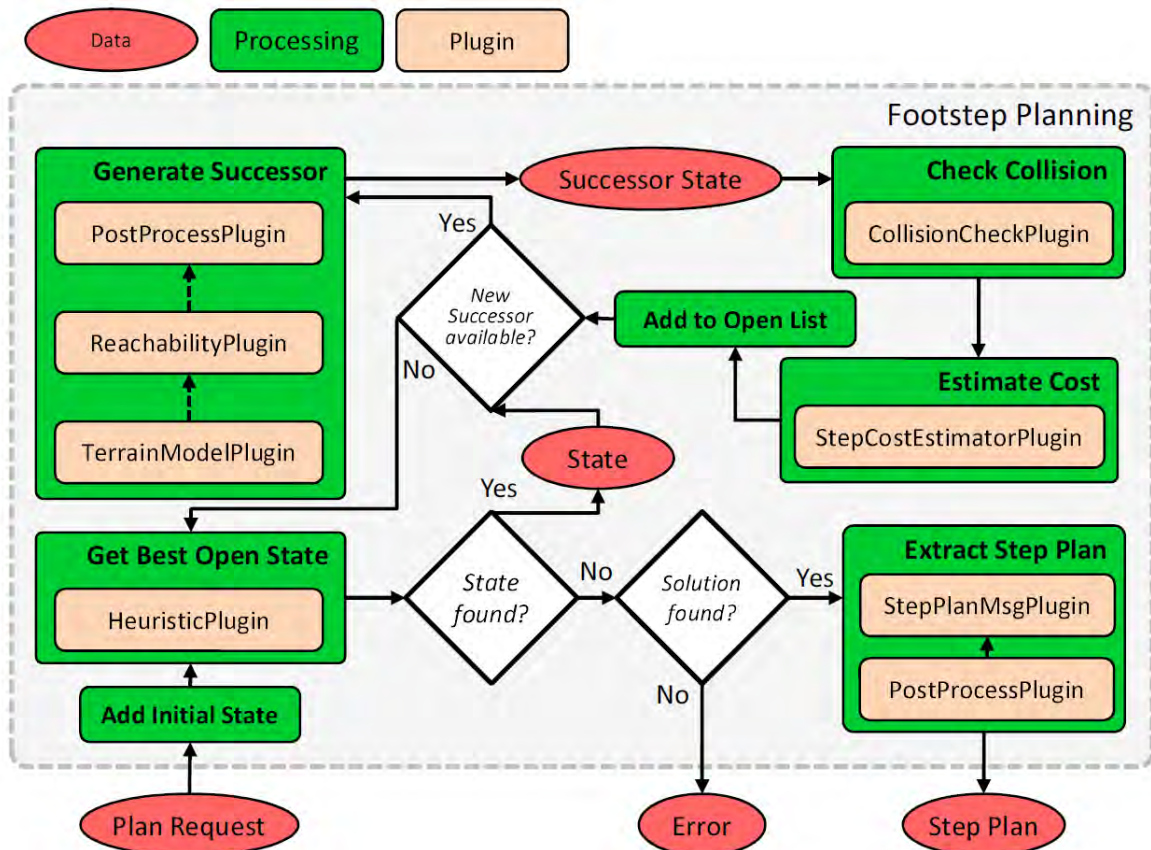 Data
Processing
Plugin
Footstep Planning
Generate Successor
PostProcessPlugin
ReachabilityPlugin
TerrainModelPlugin
Successor State
Check Collision
CollisionCheckPlugin
Yes
New
Successor
available?
No
Add to Open List
Estimate Cost
StepCostEstimatorPlugin
State
Yes
Get Best Open State
HeuristicPlugin
State
found?
No
Solution
found?
Yes
No
Extract Step Plan
StepPlanMsgPlugin
PostProcessPlugin
Add Initial State
Plan Request
Error
Step Plan